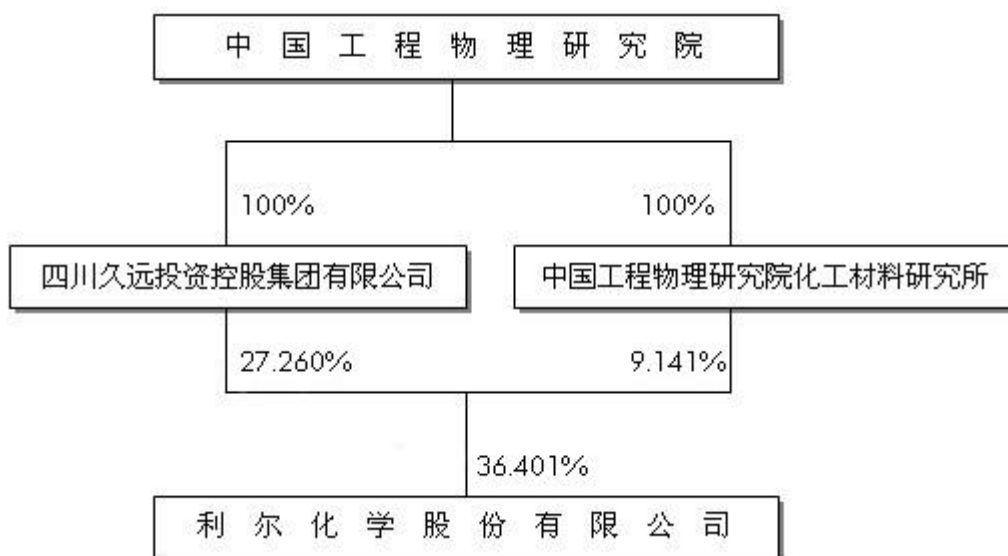 中国工程物理研究院
100%
100%
四川久远投资控股集团有限公司
中国工程物理研究院化工材料研究所
27.260%
9.141%
36.401%
利尔化学股份有限公司